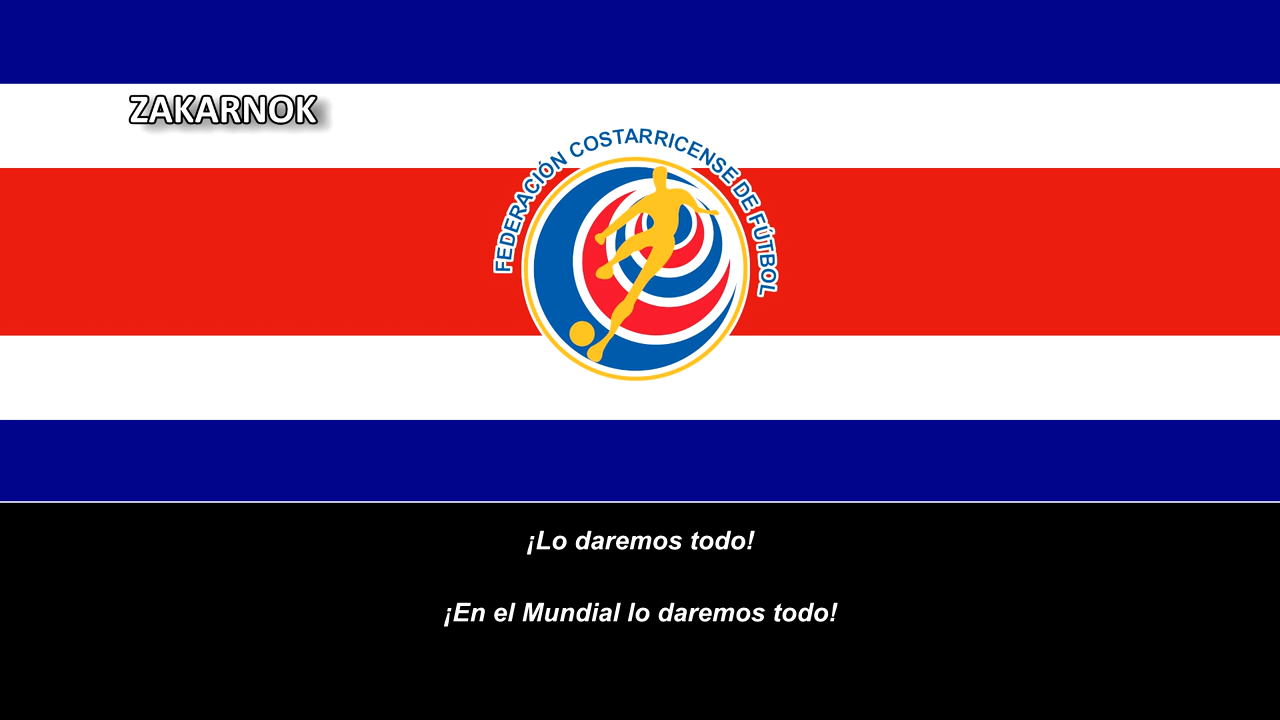 ZAKARNOK
FEDERACIÓN COSTARRICENSE DE FÚTBOL
¡Lo daremos todo!
¡En el Mundial lo daremos todo!